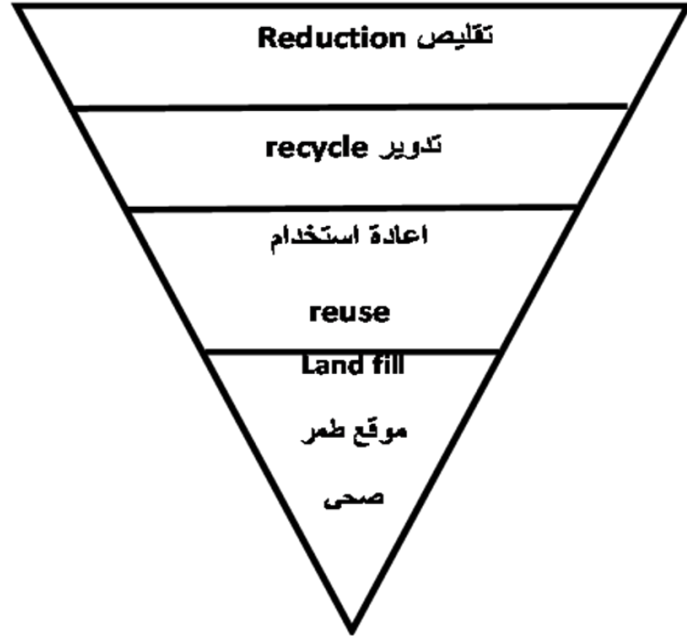 تقليص Reduction
تدوير recycle
اعادة استخدام
reuse
Land fill
موقع طمر
صحى